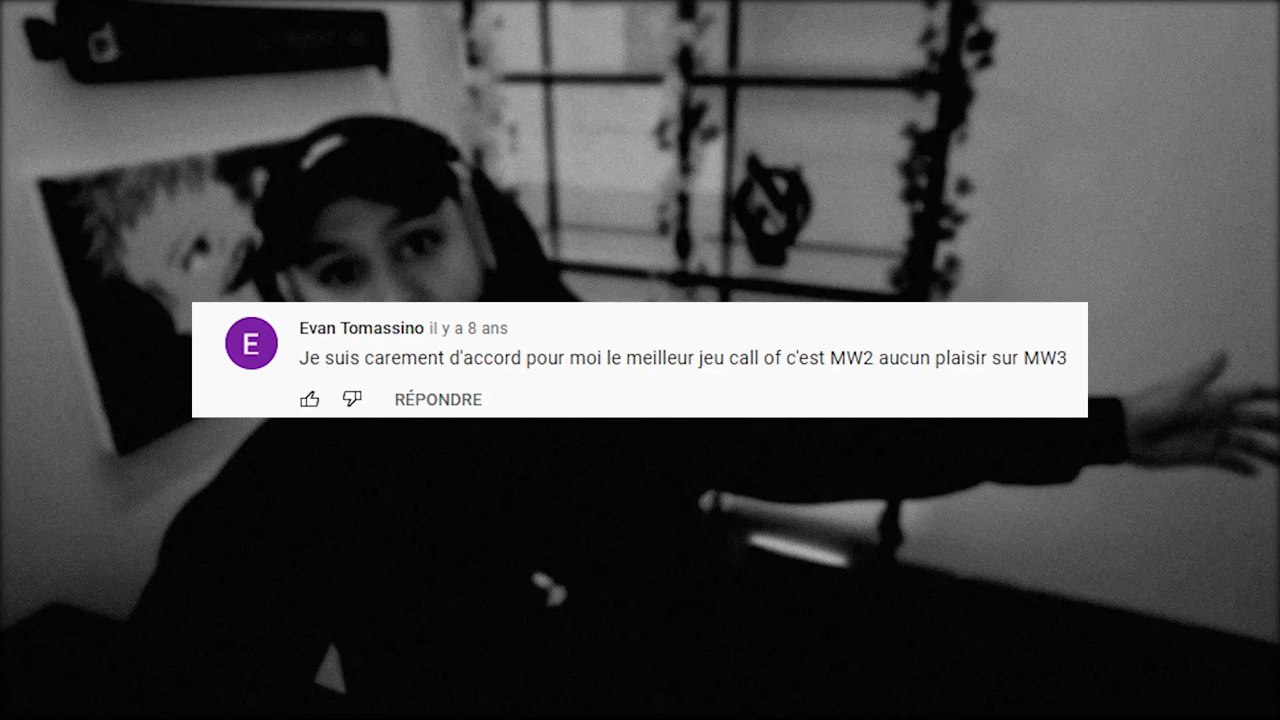 E
Evan Tomassino il y a 8 ans
Je suis carement d'accord pour moi le meilleur jeu call of c'est MW2 aucun plaisir sur MW3
RÉPONDRE